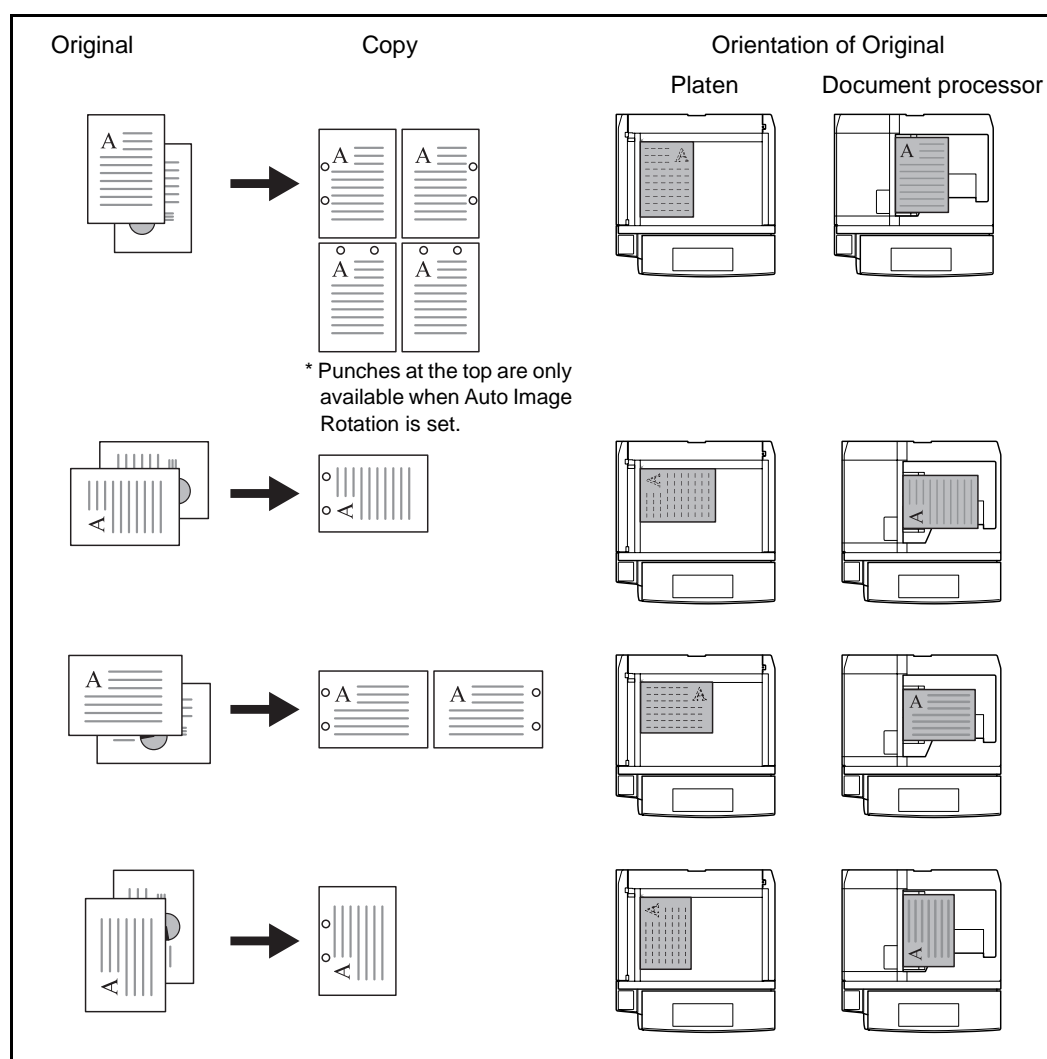 Original Copy Orientation of Original
Platen Document processor
A A A A A
A A
* Punches at the top are only
available when Auto Image
Rotation is set.
A A A A
A A A A A
A A A A